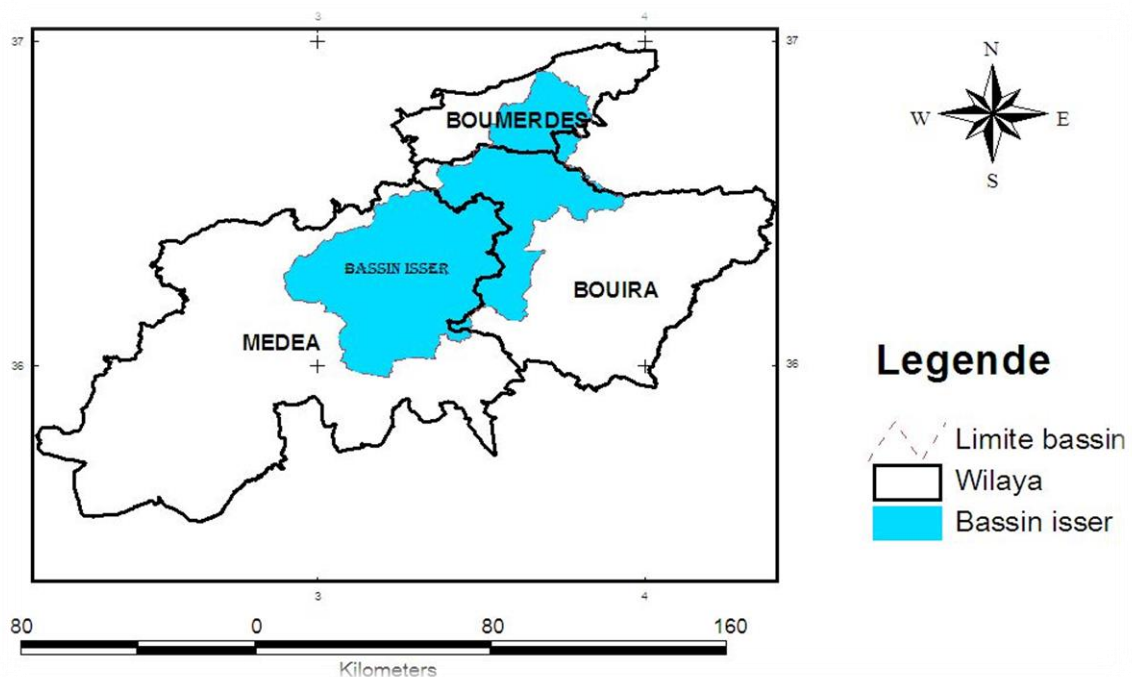 3 4
37 37
N
W E
S
BOUMERDES
BASSIN ISSER
BOUIRA
MEDEA
36 36
3 4
Legende
Limite bassin
Wilaya
Bassin isser
80 0 80 160
Kilometers